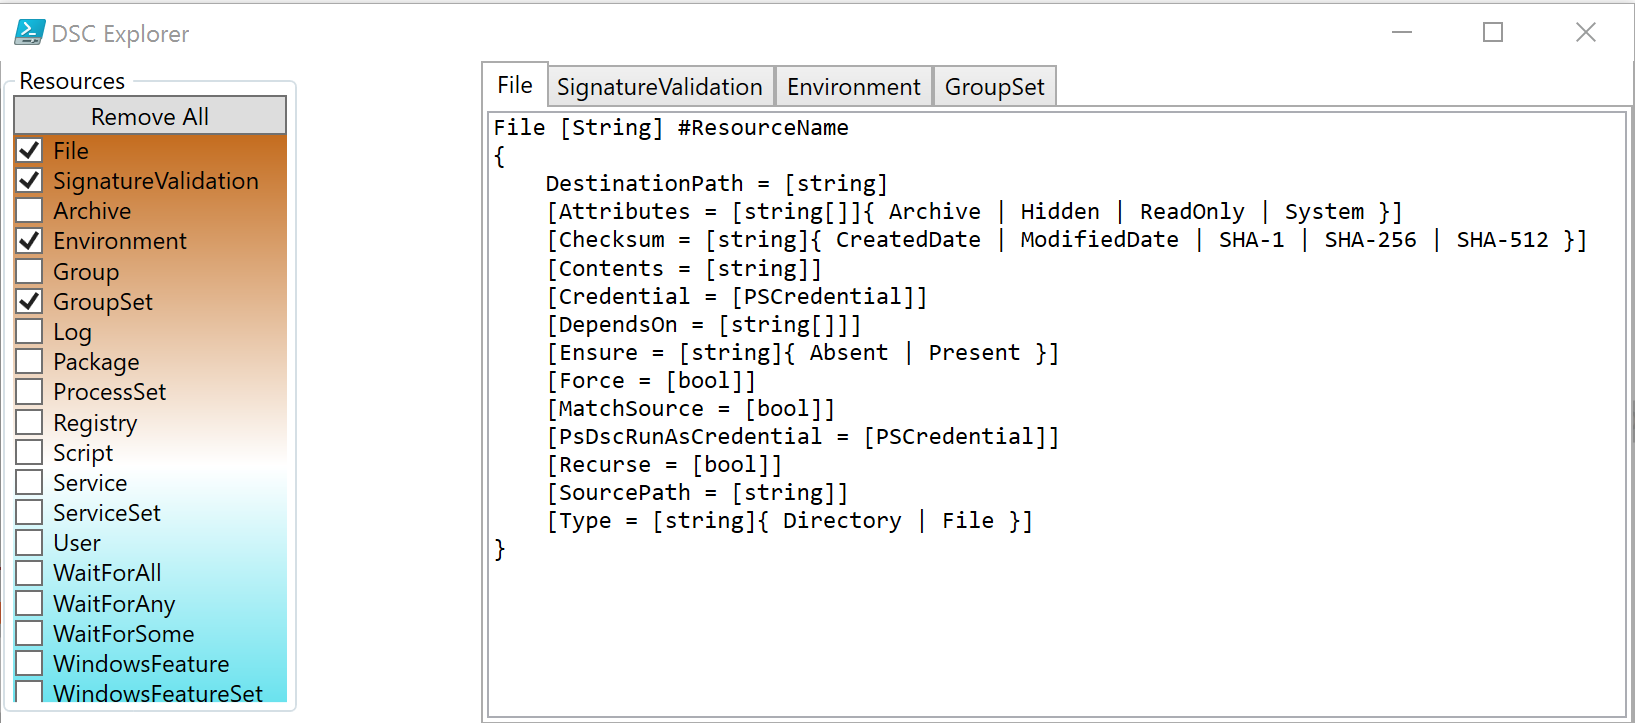 DSC Explorer
Resources
Remove All
File
SignatureValidation
Archive
Environment
Group
GroupSet
Log
Package
ProcessSet
Registry
Script
Service
ServiceSet
User
WaitForAll
WaitForAny
WaitForSome
WindowsFeature
WindowsFeatureSet
File SignatureValidation Environment GroupSet
File [String] #ResourceName
{
    DestinationPath = [string]
    [Attributes = [string[]]{ Archive | Hidden | ReadOnly | System }]
    [Checksum = [string]{ CreatedDate | ModifiedDate | SHA-1 | SHA-256 | SHA-512 }]
    [Contents = [string]]
    [Credential = [PSCredential]]
    [DependsOn = [string[]]]
    [Ensure = [string]{ Absent | Present }]
    [Force = [bool]]
    [MatchSource = [bool]]
    [PsDscRunAsCredential = [PSCredential]]
    [Recurse = [bool]]
    [SourcePath = [string]]
    [Type = [string]{ Directory | File }]
}